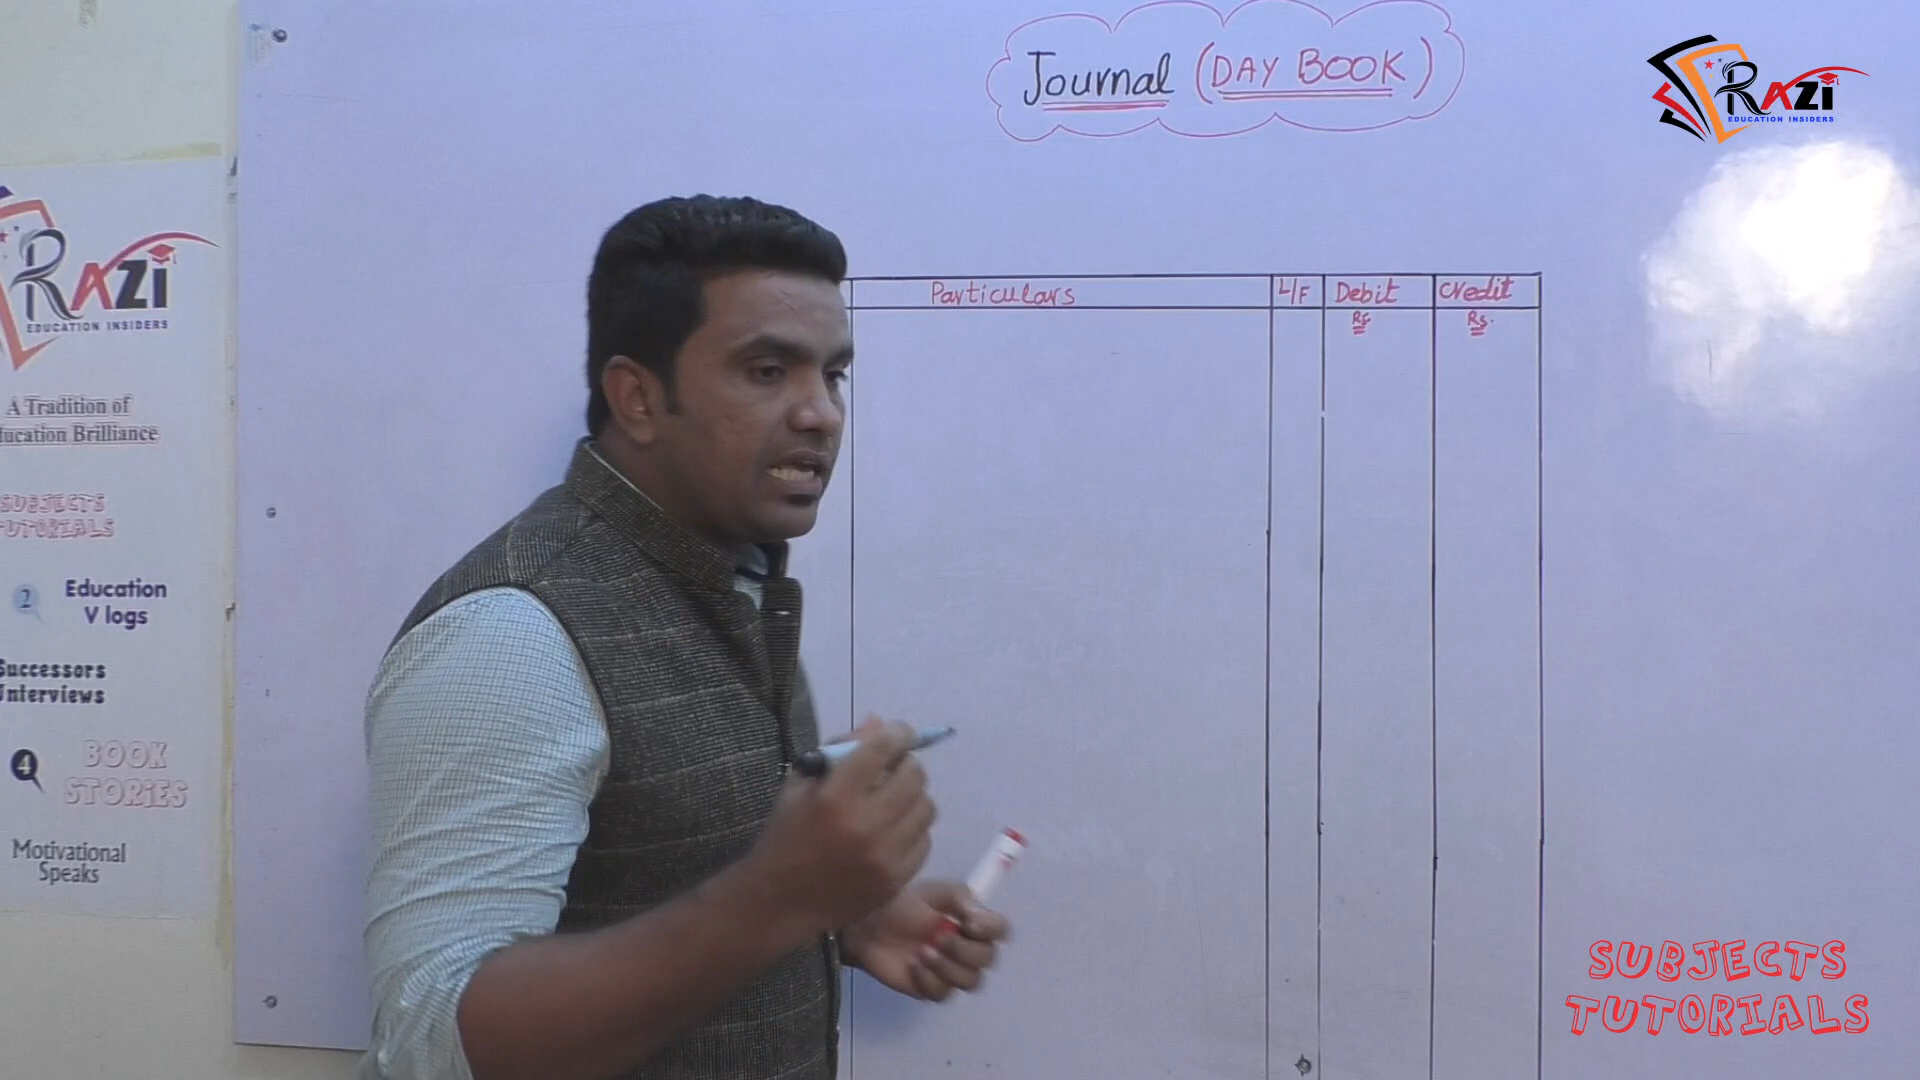 Journal (DAY BOOK)
RAZi
EDUCATION INSIDERS
Particulars L/F Debit Credit
Rs Rs.
RAZi
EDUCATION INSIDERS
A Tradition of
ducation Brilliance
SUBJECTS
TUTORIALS
2 Education
V logs
Successors
Interviews
4 BOOK
STORiES
Motivational
Speaks
SUBJECTS
TUTORIALS